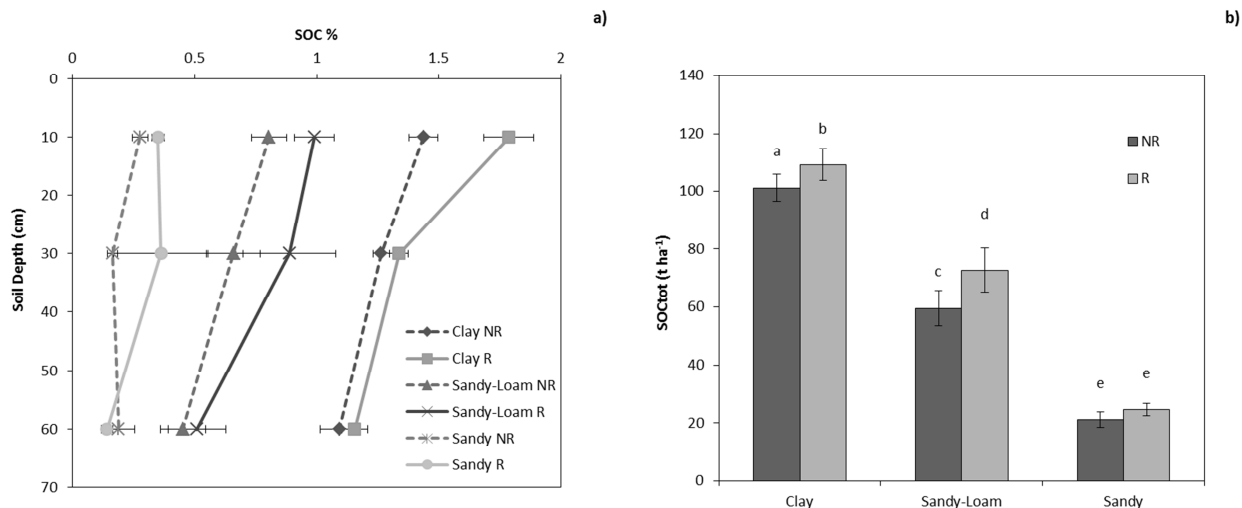 a)
SOC %
0 0.5 1 1.5 2
Soil Depth (cm)
0
10
20
30
40
50
60
70
Clay NR
Clay R
Sandy-Loam NR
Sandy-Loam R
Sandy NR
Sandy R
b)
SOCtot (t ha⁻¹)
140
120
100
80
60
40
20
0
a b
c d
e e
NR
R
Clay Sandy-Loam Sandy